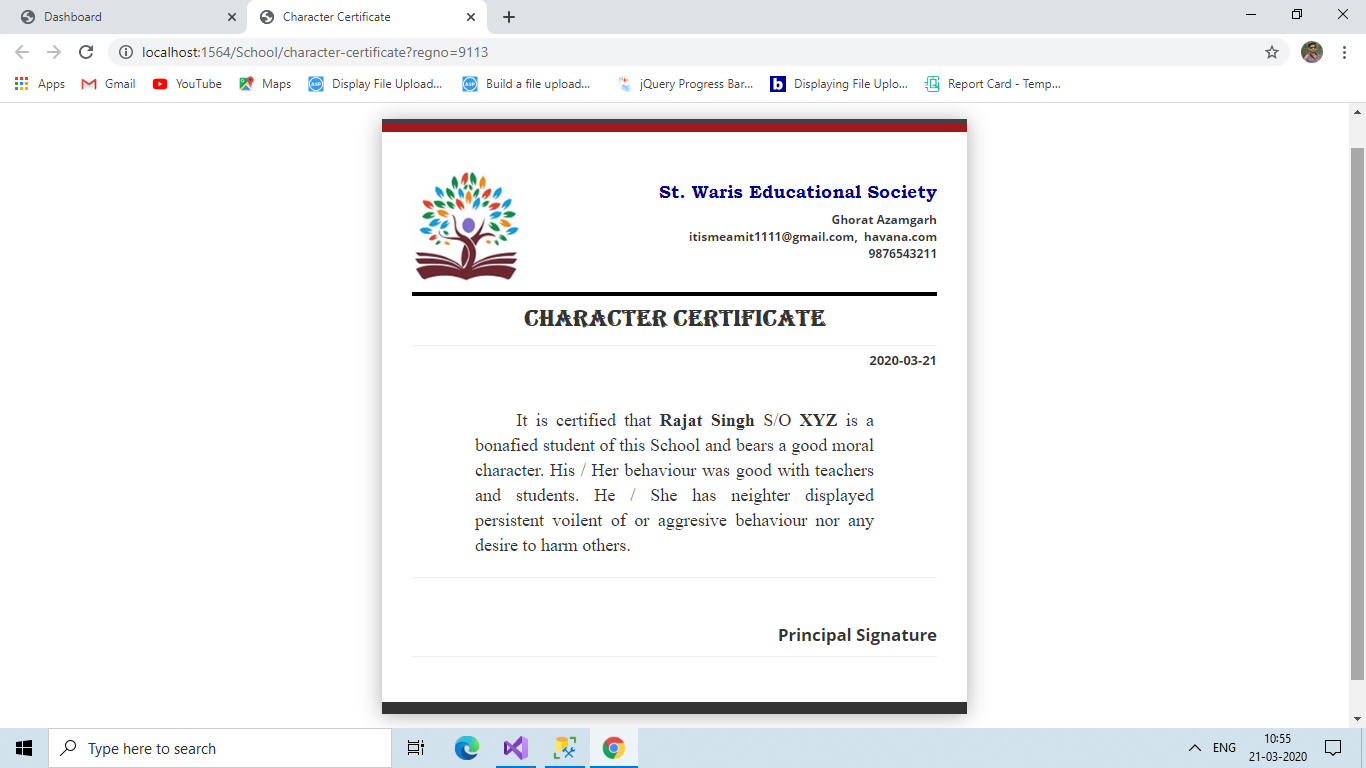 Dashboard
Character Certificate
localhost:1564/School/character-certificate?regno=9113
Apps
Gmail
YouTube
Maps
Display File Upload...
Build a file upload...
jQuery Progress Bar...
Displaying File Uplo...
Report Card - Temp...
St. Waris Educational Society
Ghorat Azamgarh
itismeamit1111@gmail.com, havana.com
9876543211
CHARACTER CERTIFICATE
2020-03-21
It is certified that Rajat Singh S/O XYZ is a
bonafied student of this School and bears a good moral
character. His / Her behaviour was good with teachers
and students. He / She has neighter displayed
persistent voilent of or aggresive behaviour nor any
desire to harm others.
Principal Signature
Type here to search
ENG
10:55
21-03-2020